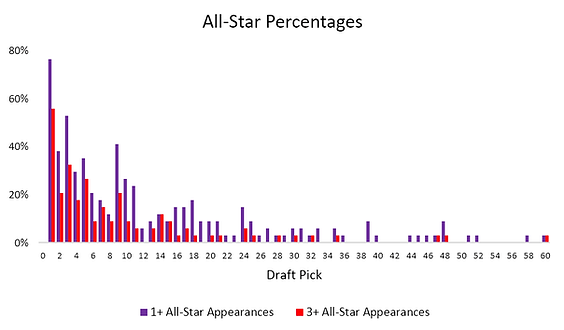 All-Star Percentages
80%
60%
40%
20%
0%
0 2 4 6 8 10 12 14 16 18 20 22 24 26 28 30 32 34 36 38 40 42 44 46 48 50 52 54 56 58 60
Draft Pick
1+ All-Star Appearances 3+ All-Star Appearances